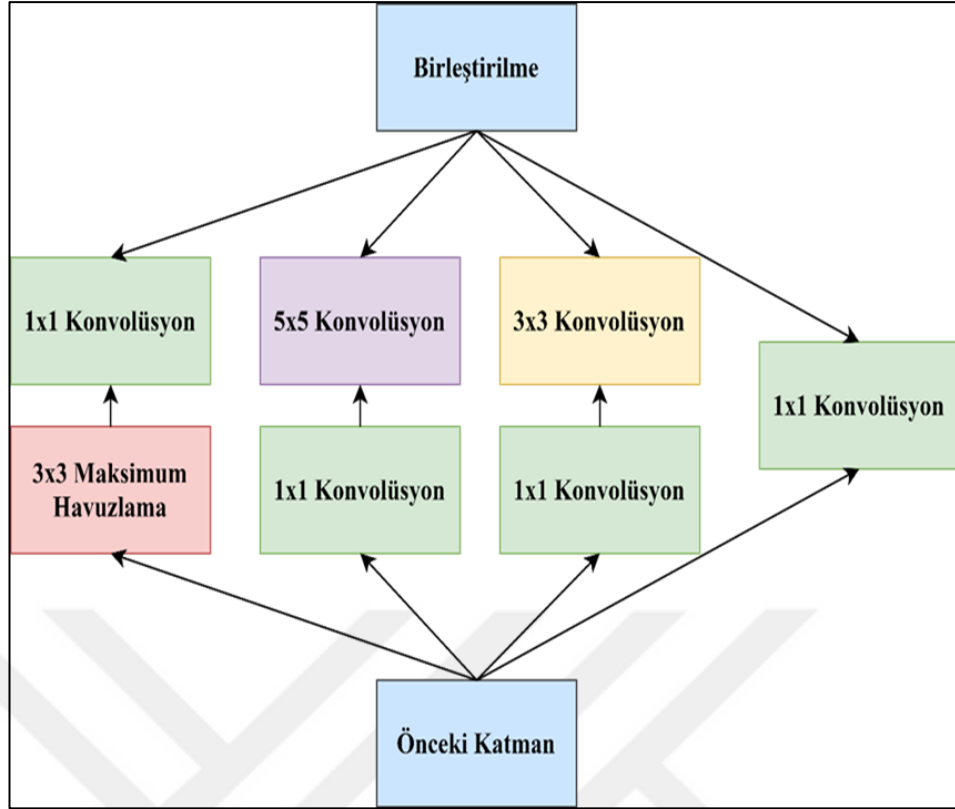 Birleştirilme
1x1 Konvolüsyon
5x5 Konvolüsyon
3x3 Konvolüsyon
1x1 Konvolüsyon
3x3 Maksimum
Havuzlama
1x1 Konvolüsyon
1x1 Konvolüsyon
Önceki Katman